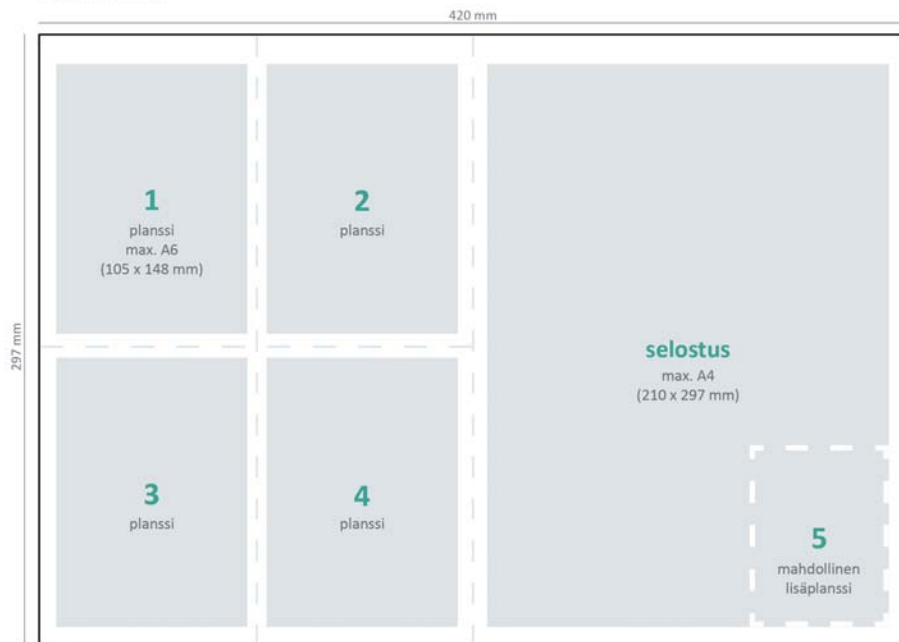 420 mm
297 mm
1
planssi
max. A6
(105 x 148 mm)
2
planssi
3
planssi
4
planssi
selostus
max. A4
(210 x 297 mm)
5
mahdollinen
lisäplanssi